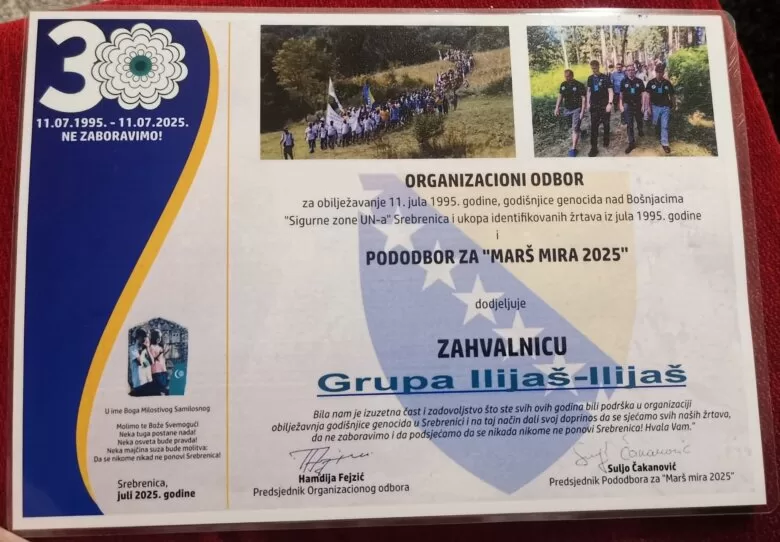 30
11.07.1995. - 11.07.2025.
NE ZABORAVIMO!
ORGANIZACIONI ODBOR
za obilježavanje 11. jula 1995. godine, godišnjice genocida nad Bošnjacima
"Sigurne zone UN-a" Srebrenica i ukopa identifikovanih žrtava iz jula 1995. godine
i
PODODBOR ZA "MARŠ MIRA 2025"
dodjeljuje
ZAHVALNICU
Grupa Ilijaš-Ilijaš
Bila nam je izuzetna čast i zadovoljstvo što ste svih ovih godina bili podrška u organizaciji
obilježavnja godišnjice genocida u Srebrenici i na taj način dali svoj doprinos da se sjećamo svih naših žrtava,
da ne zaboravimo i da podsjećamo da se nikada nikome ne ponovi Srebrenica! Hvala Vam."
Hamdija Fejzić
Predsjednik Organizacionog odbora
Suljo Čakanović
Suljo Čakanović
Predsjednik Pododbora za "Marš mira 2025"
U ime Boga Milostivog Samilosnog
Molimo te Bože Svemogući
Neka tuga postane nada!
Neka osveta bude pravda!
Neka majčina suza bude molitva:
Da se nikome nikad ne ponovi Srebrenica!
Srebrenica,
juli 2025. godine